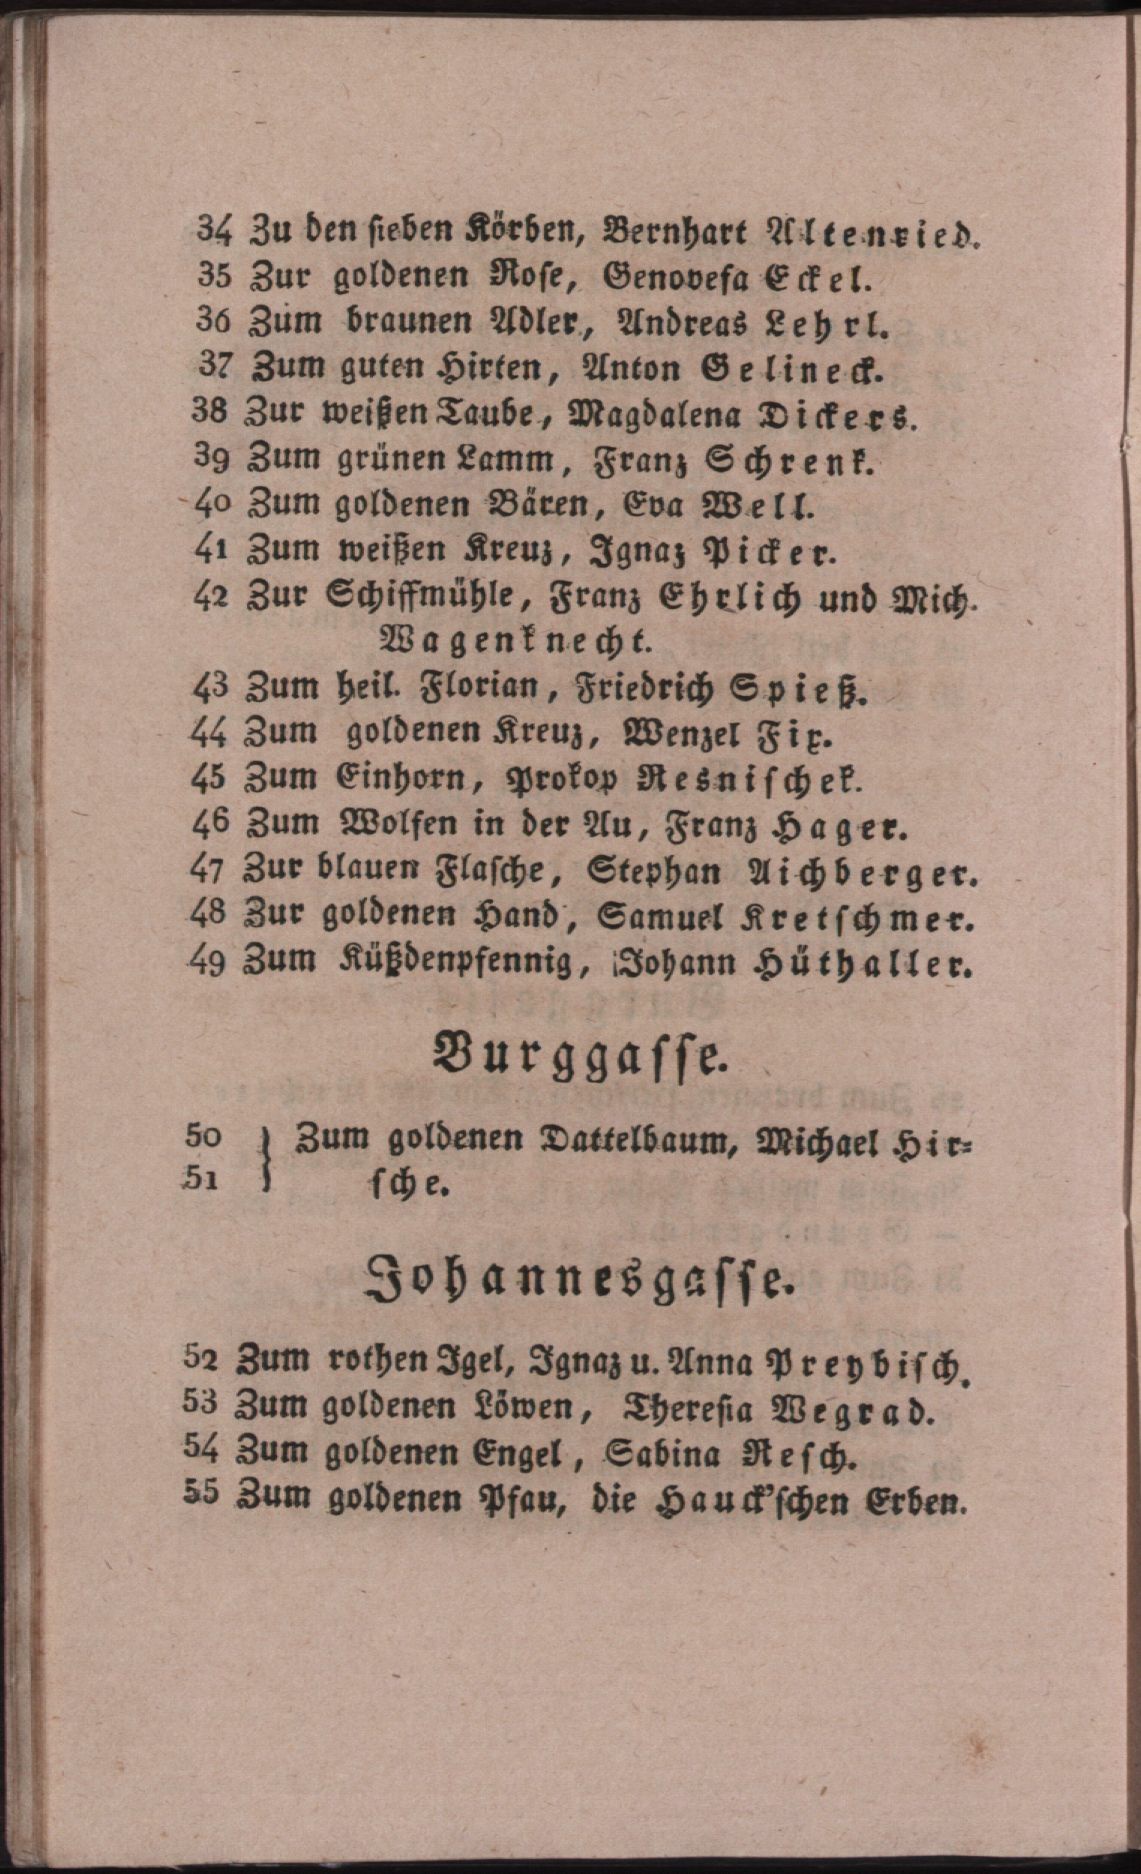 34 Zu den sieben Körben, Bernhart Altenried.
35 Zur goldenen Rose, Genovefa Eckel.
36 Zum braunen Adler, Andreas Lehrl.
37 Zum guten Hirten, Anton Gelineck.
38 Zur weißen Taube, Magdalena Dickers.
39 Zum grünen Lamm, Franz Schrenk.
40 Zum goldenen Bären, Eva Well.
41 Zum weißen Kreuz, Ignaz Picker.
42 Zur Schiffmühle, Franz Ehrlich und Mich.
Wagenknecht.
43 Zum heil. Florian, Friedrich Spieß.
44 Zum goldenen Kreuz, Wenzel Fix.
45 Zum Einhorn, Prokop Resnischek.
46 Zum Wolfen in der Au, Franz Hager.
47 Zur blauen Flasche, Stephan Aichberger.
48 Zur goldenen Hand, Samuel Kretschmer.
49 Zum Küßdenpfennig, Johann Hüthaller.
Burggasse.
50 } Zum goldenen Dattelbaum, Michael Hir-
51 } sche.
Johannesgasse.
52 Zum rothen Igel, Ignaz u. Anna Preybisch.
53 Zum goldenen Löwen, Theresia Wegrad.
54 Zum goldenen Engel, Sabina Resch.
55 Zum goldenen Pfau, die Hauck'schen Erben.